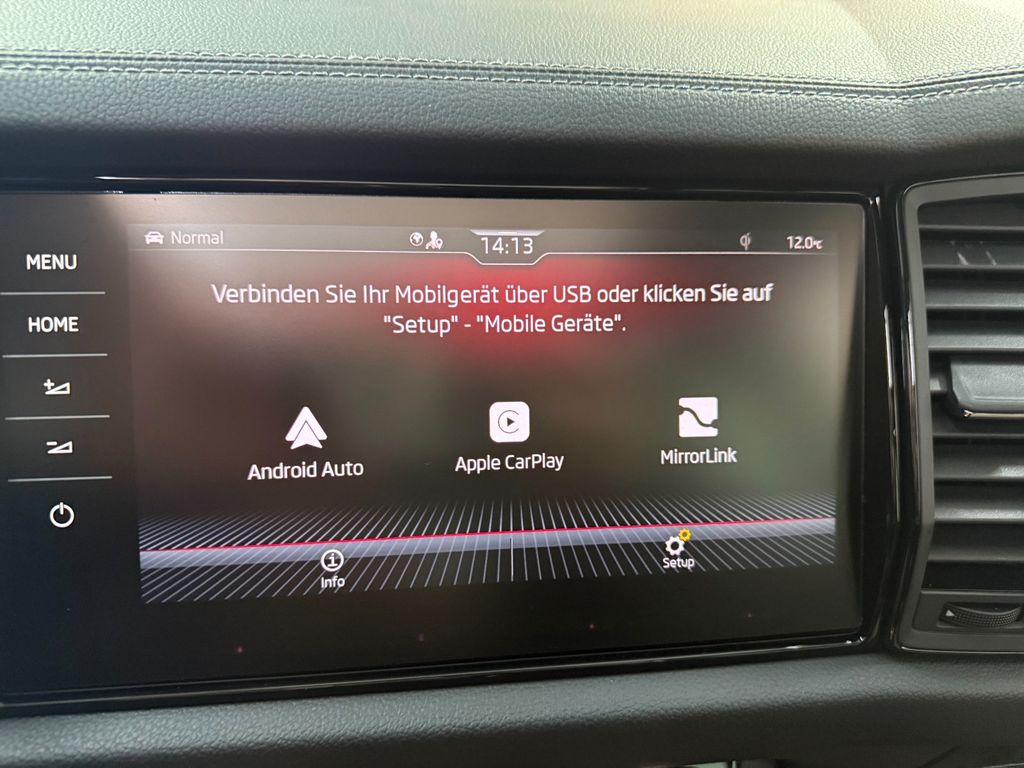 MENU
HOME
Normal
14:13
12.0°C
Verbinden Sie Ihr Mobilgerät über USB oder klicken Sie auf
"Setup" - "Mobile Geräte".
Android Auto
Apple CarPlay
MirrorLink
Info
Setup